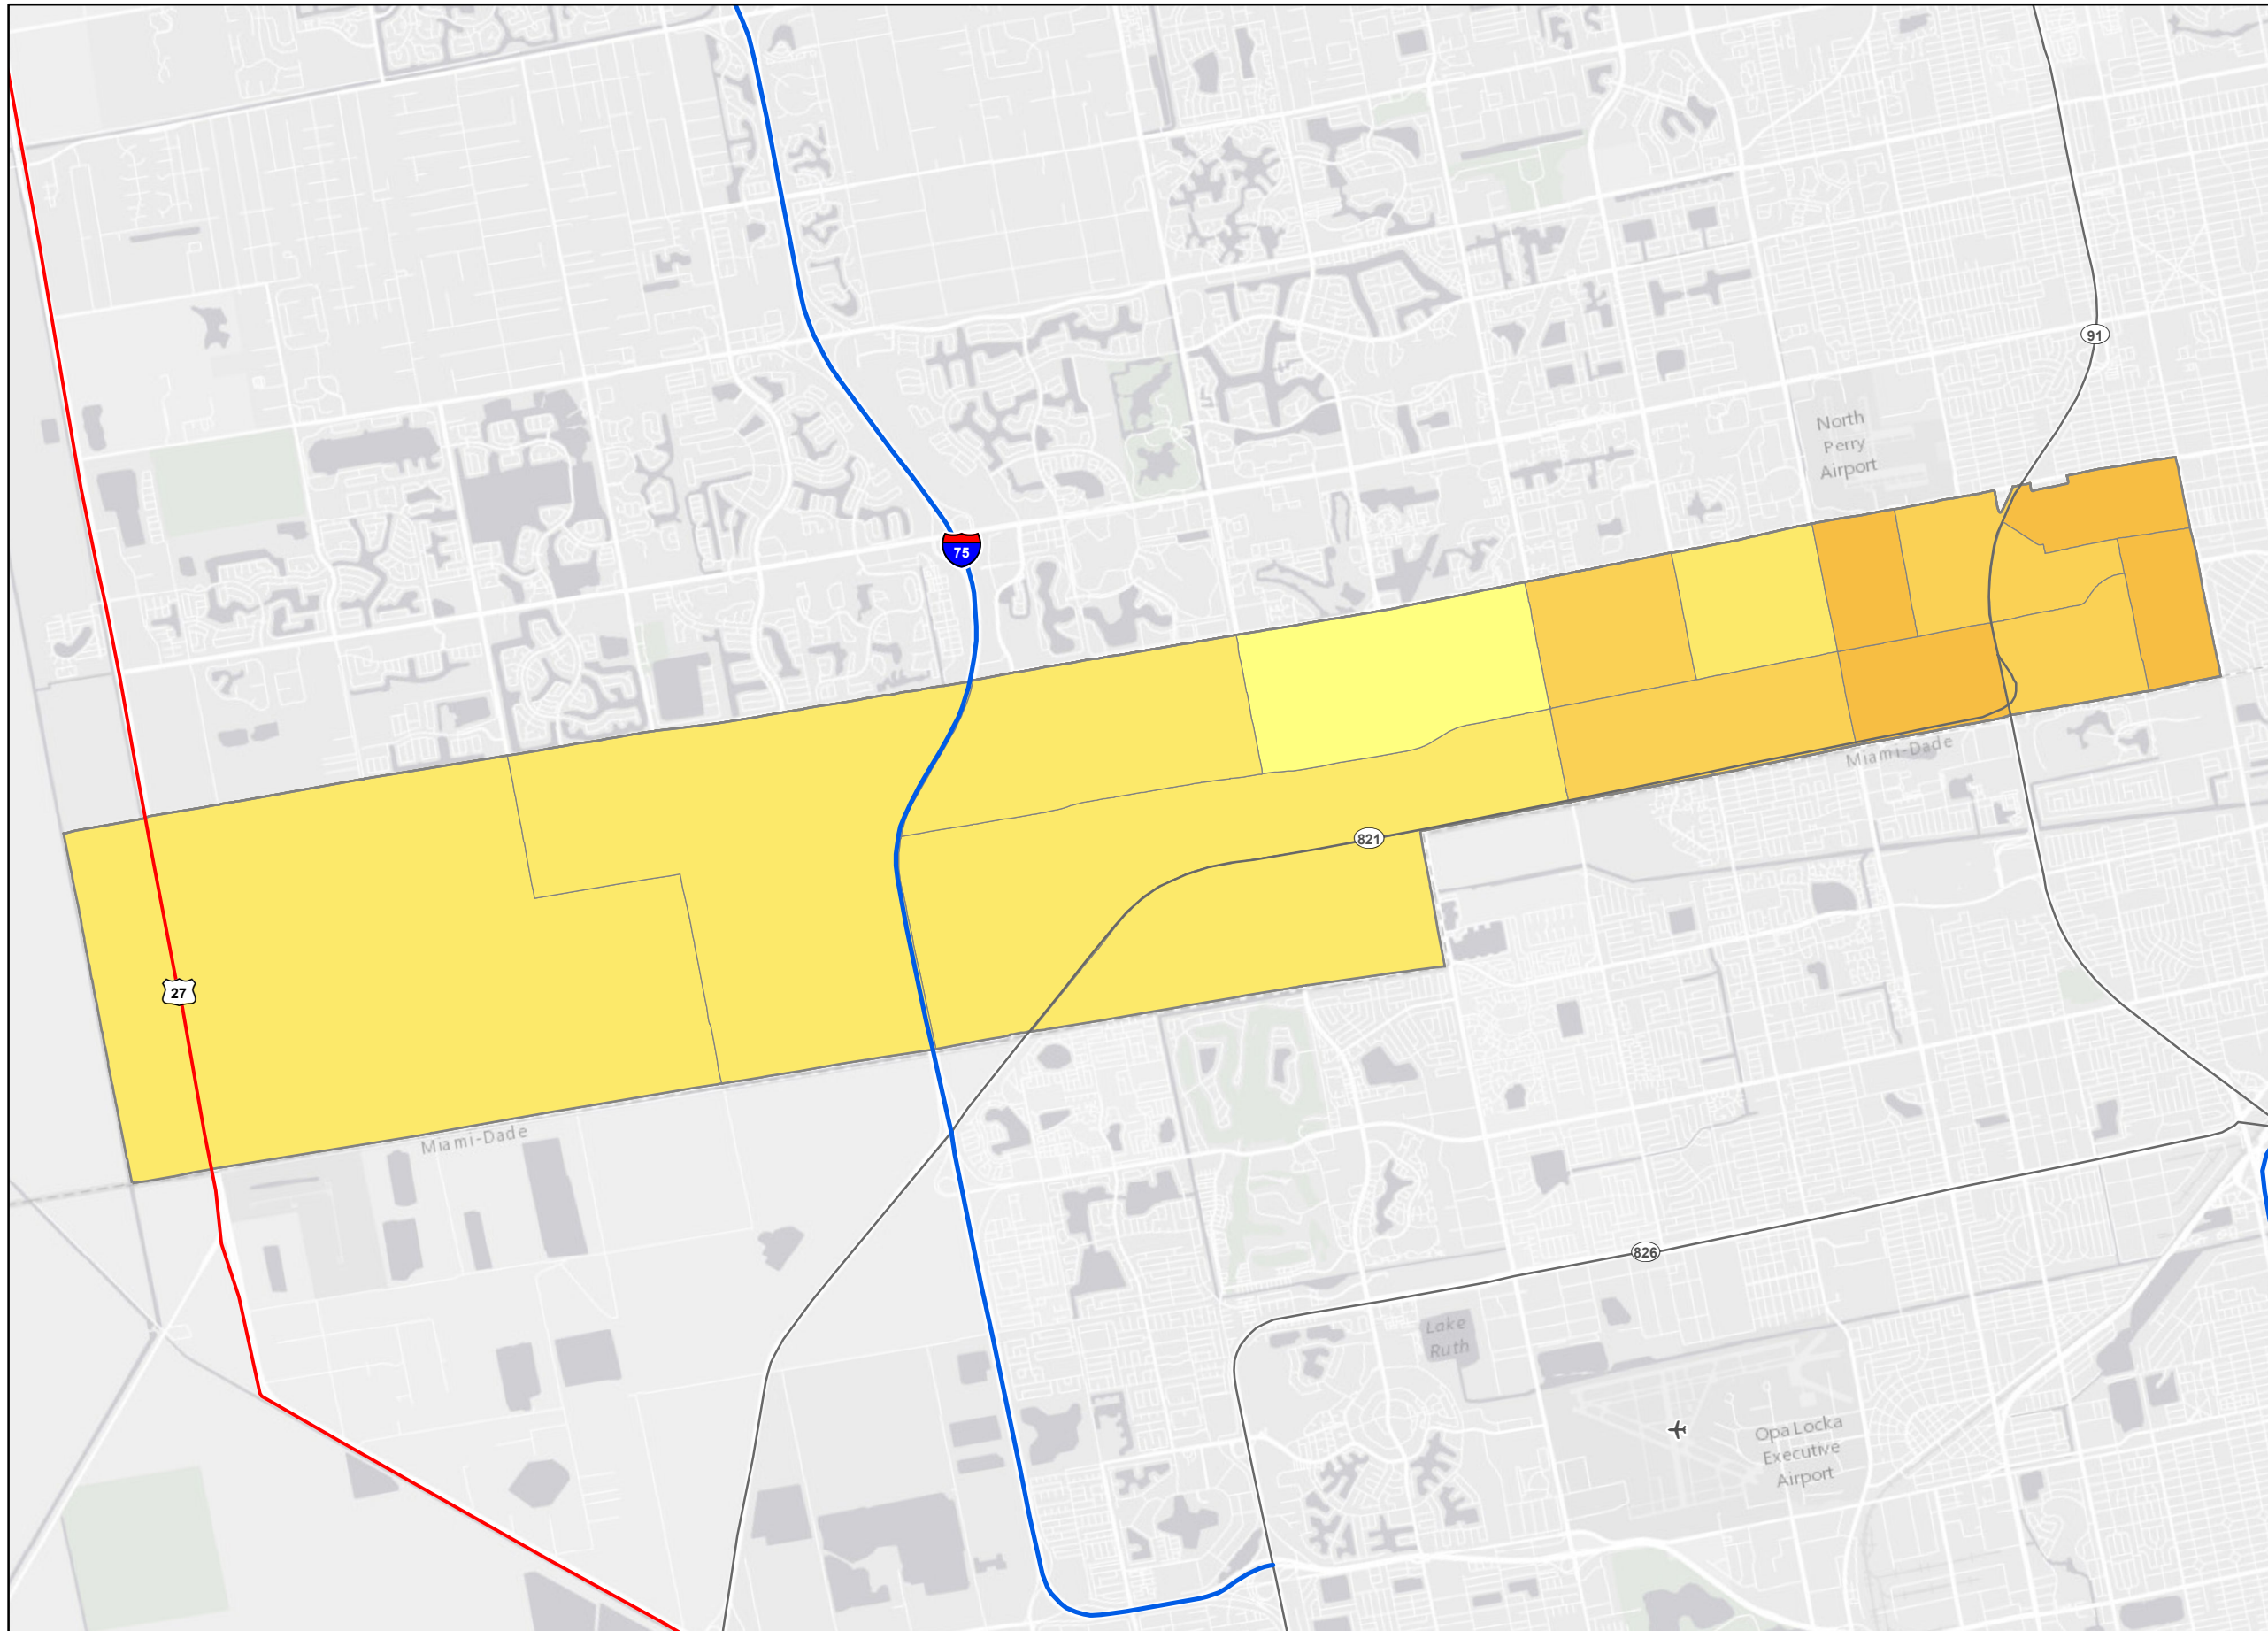 91
North
Perry
Airport
75
Miami-Dade
821
27
Miami-Dade
826
Lake
Ruth
Opa Locka
Executive
Airport